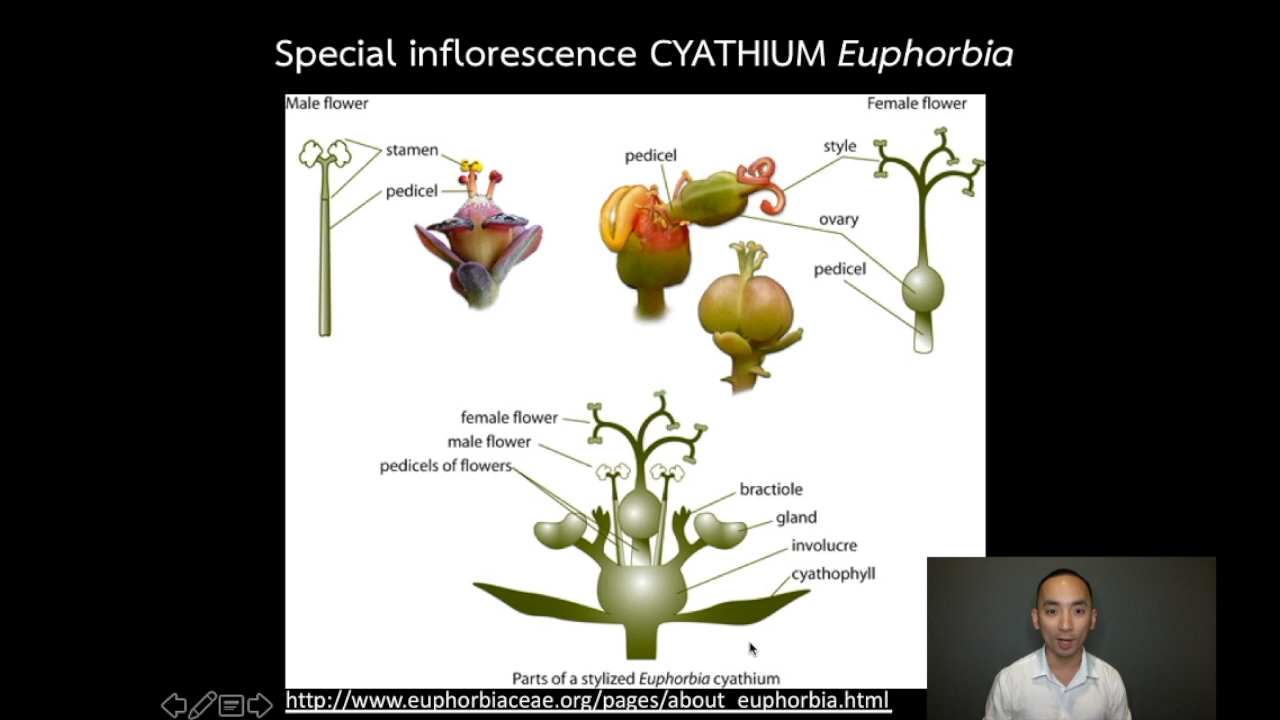 Special inflorescence CYATHIUM Euphorbia
Male flower
Female flower
stamen
pedicel
pedicel
style
ovary
pedicel
female flower
male flower
pedicels of flowers
bractiole
gland
involucre
cyathophyll
Parts of a stylized Euphorbia cyathium
http://www.euphorbiaceae.org/pages/about_euphorbia.html